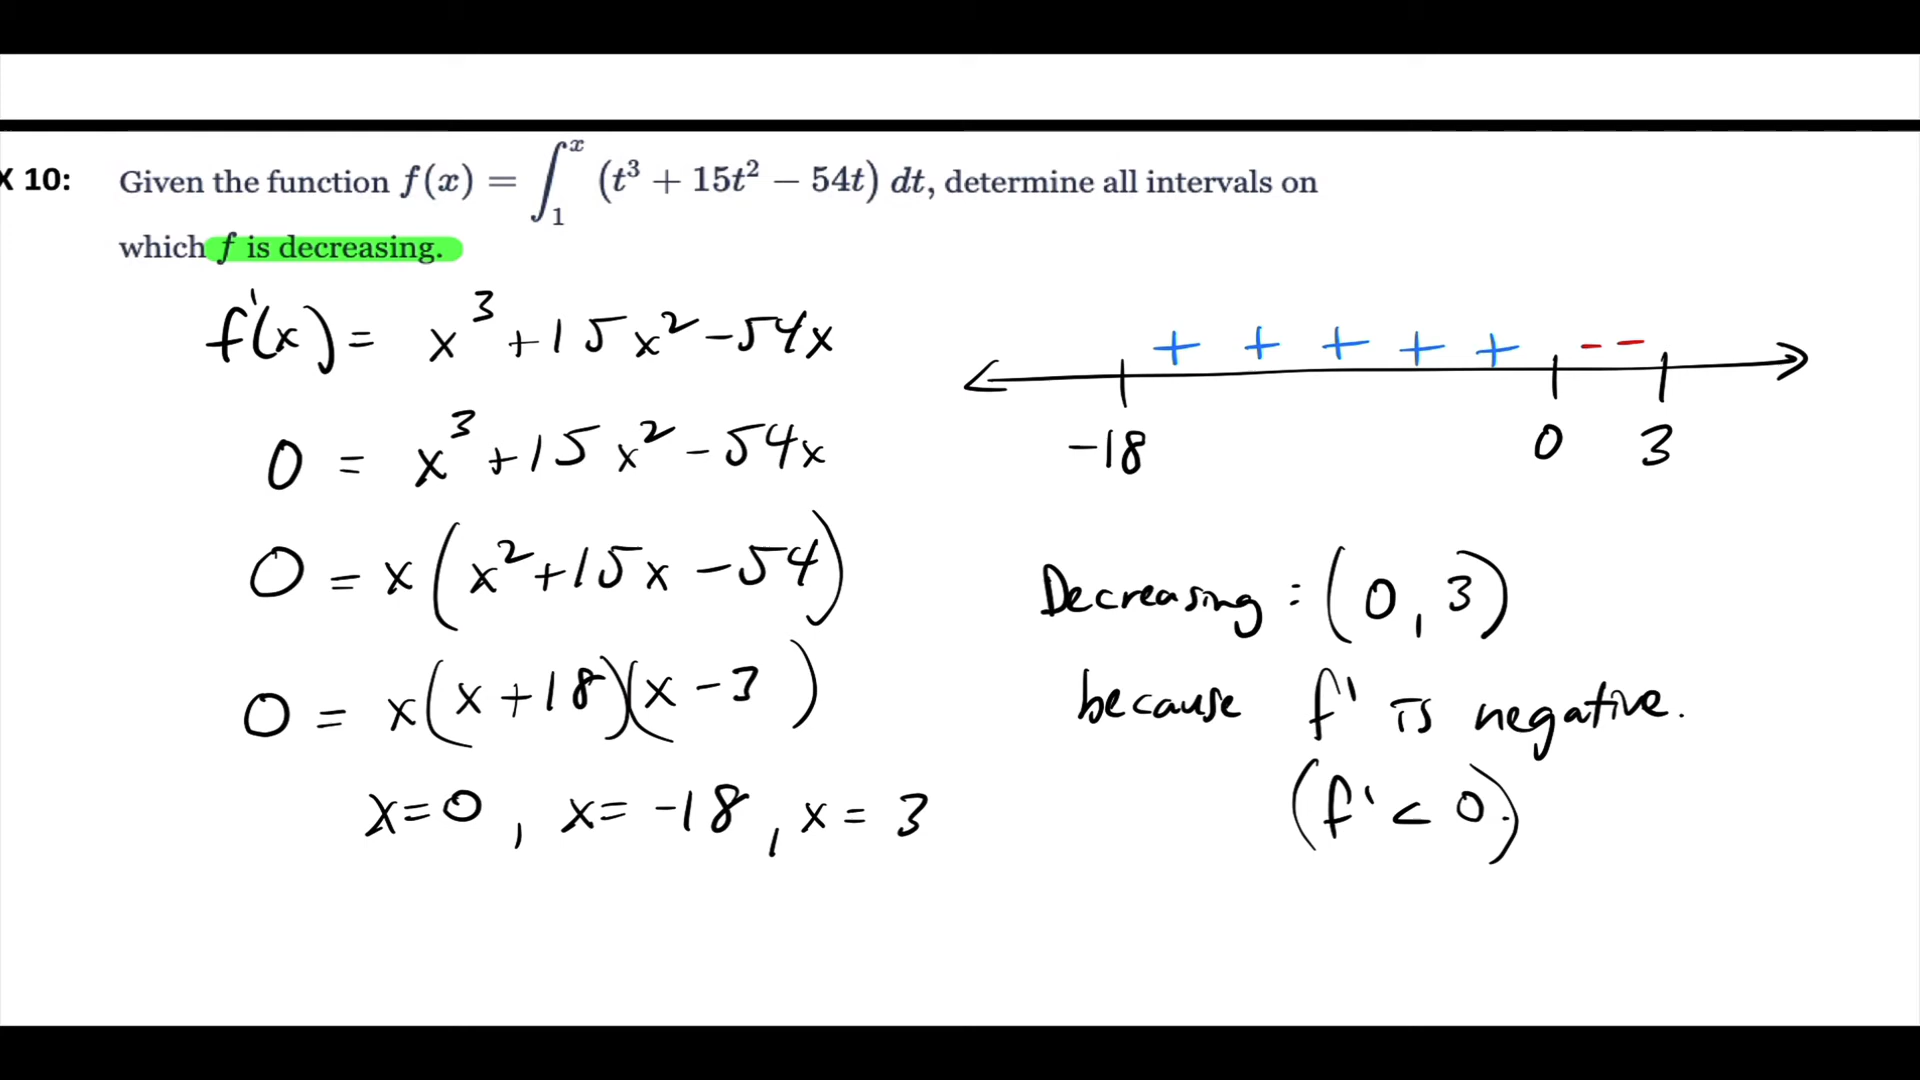 X 10: Given the function f(x) = ∫₁ˣ (t³ + 15t² − 54t) dt, determine all intervals on
which f is decreasing.
f'(x) = x³ + 15x² − 54x
0 = x³ + 15x² − 54x
0 = x(x² + 15x − 54)
0 = x(x + 18)(x − 3)
x = 0, x = −18, x = 3
+ + + + + − −
−18 0 3
Decreasing: (0, 3)
because f' is negative.
(f' < 0.)